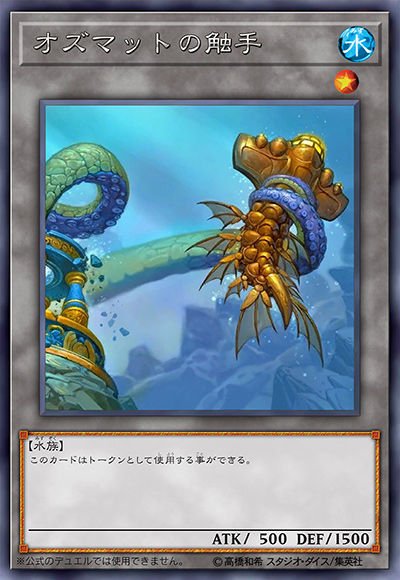 オズマットの触手
水
【水族】
このカードはトークンとして使用する事ができる。
ATK/ 500 DEF/1500
※公式のデュエルでは使用できません。 ©高橋和希 スタジオ・ダイス/集英社